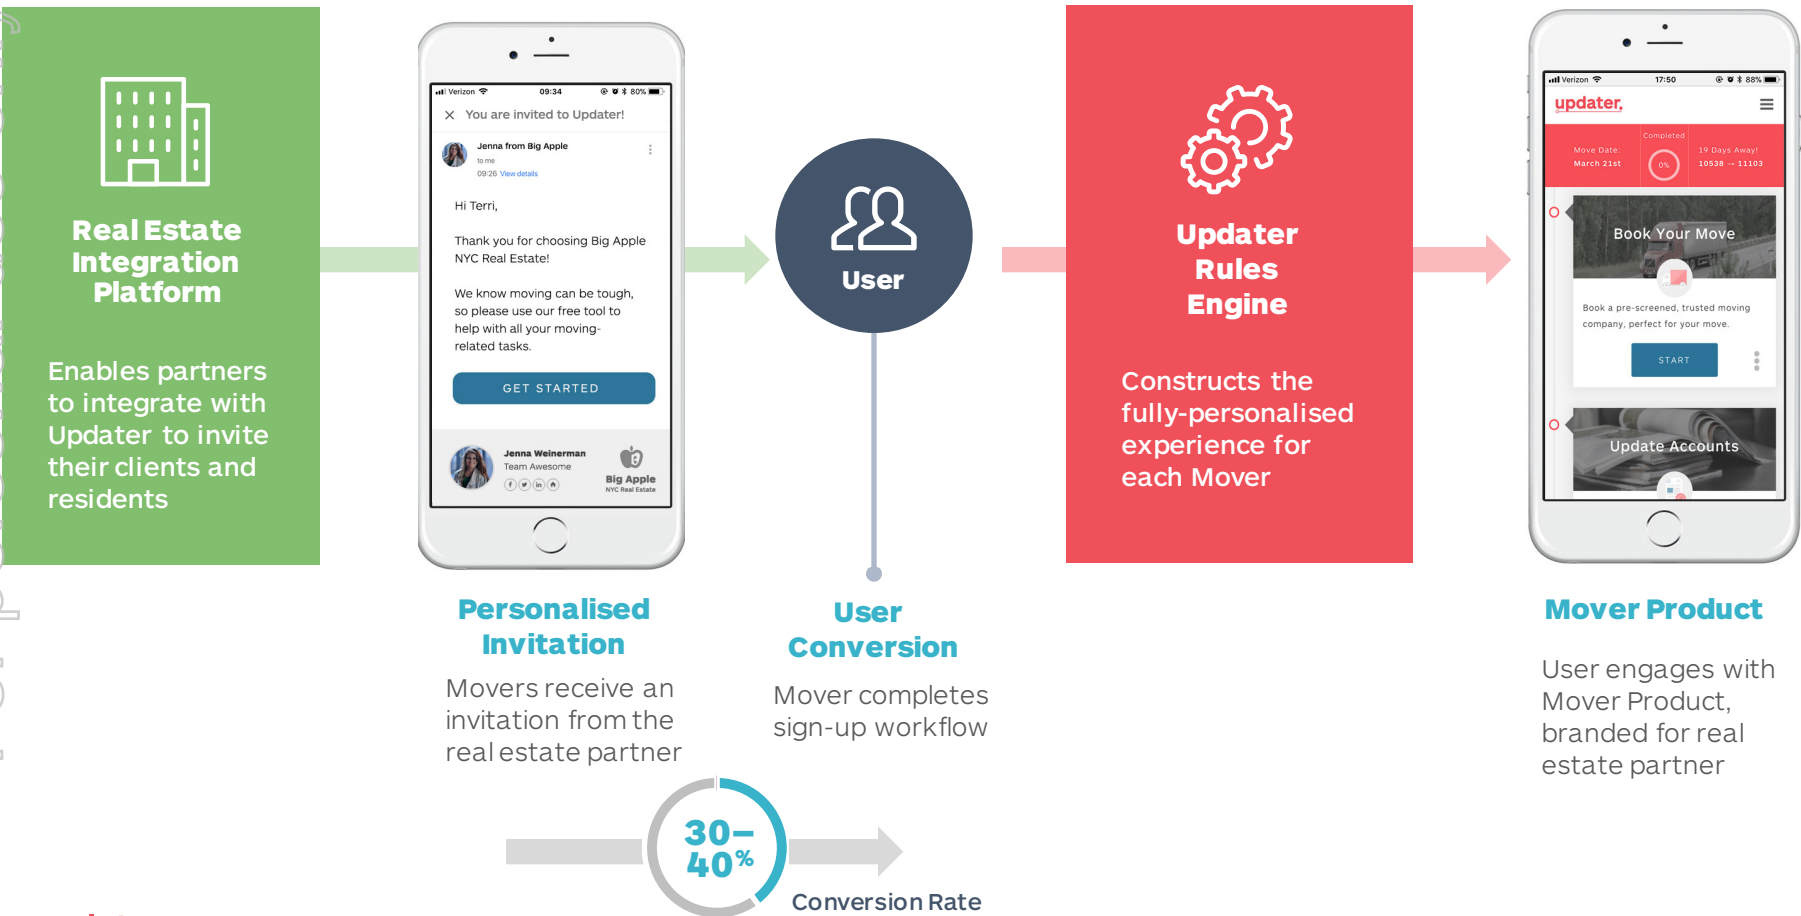 Real Estate
Integration
Platform
Enables partners
to integrate with
Updater to invite
their clients and
residents
Verizon
09:34
80%
You are invited to Updater!
Jenna from Big Apple
to me
09:26 View details
Hi Terri,
Thank you for choosing Big Apple
NYC Real Estate!
We know moving can be tough,
so please use our free tool to
help with all your moving-
related tasks.
GET STARTED
Jenna Weinerman
Team Awesome
Big Apple
NYC Real Estate
Personalised
Invitation
Movers receive an
invitation from the
real estate partner
User
User
Conversion
Mover completes
sign-up workflow
30–
40%
Conversion Rate
Updater
Rules
Engine
Constructs the
fully-personalised
experience for
each Mover
Verizon
17:50
88%
updater.
Move Date:
March 21st
Completed
0%
19 Days Away!
10538 → 11103
Book Your Move
Book a pre-screened, trusted moving
company, perfect for your move.
START
Update Accounts
Mover Product
User engages with
Mover Product,
branded for real
estate partner